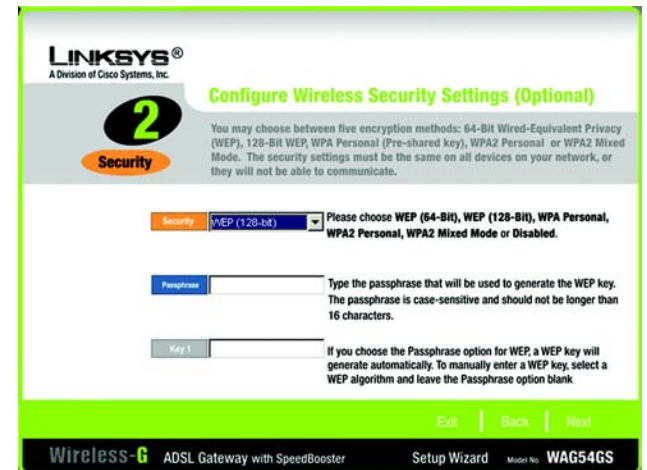 LINKSYS®
A Division of Cisco Systems, Inc.
2
Security
Configure Wireless Security Settings (Optional)
You may choose between five encryption methods: 64-Bit Wired-Equivalent Privacy
(WEP), 128-Bit WEP, WPA Personal (Pre-shared key), WPA2 Personal or WPA2 Mixed
Mode. The security settings must be the same on all devices on your network, or
they will not be able to communicate.
Security WEP (128-bit) Please choose WEP (64-Bit), WEP (128-Bit), WPA Personal,
WPA2 Personal, WPA2 Mixed Mode or Disabled.
Passphrase Type the passphrase that will be used to generate the WEP key.
The passphrase is case-sensitive and should not be longer than
16 characters.
Key 1 If you choose the Passphrase option for WEP, a WEP key will
generate automatically. To manually enter a WEP key, select a
WEP algorithm and leave the Passphrase option blank
Exit Back Next
Wireless-G ADSL Gateway with SpeedBooster Setup Wizard Model No. WAG54GS